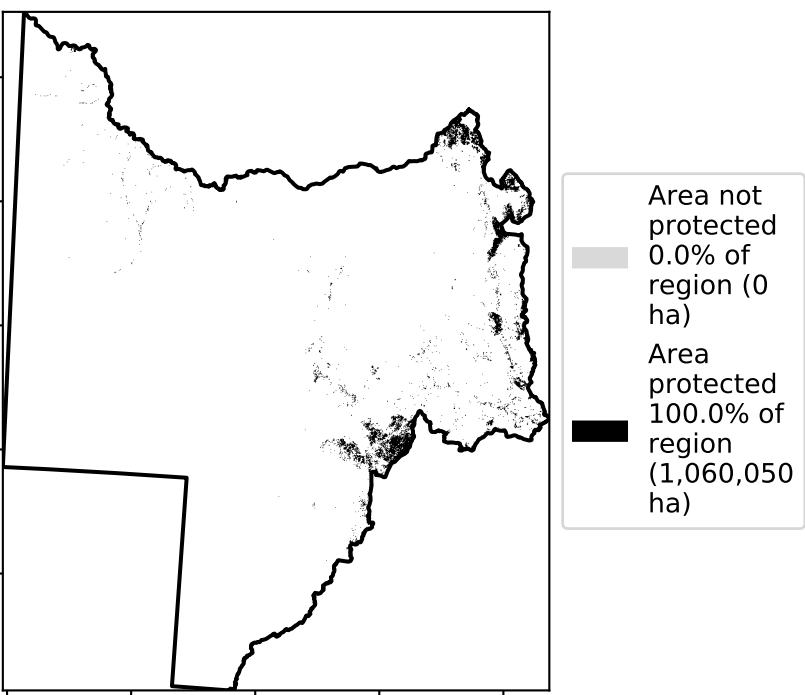 Area not
protected
0.0% of
region (0
ha)
Area
protected
100.0% of
region
(1,060,050
ha)